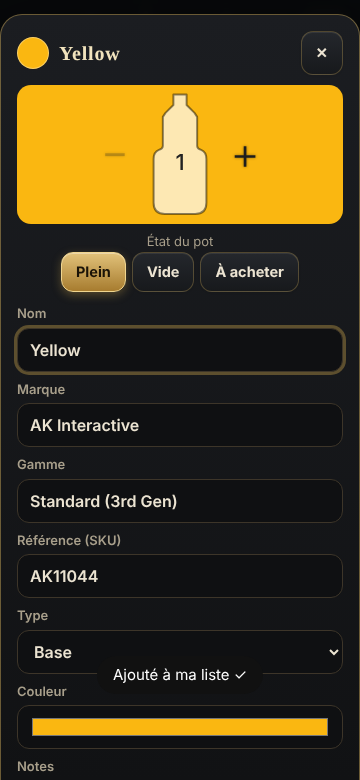 Yellow
×
− 1 +
État du pot
Plein Vide À acheter
Nom
Yellow
Marque
AK Interactive
Gamme
Standard (3rd Gen)
Référence (SKU)
AK11044
Type
Base
Ajouté à ma liste ✓
Couleur
Notes